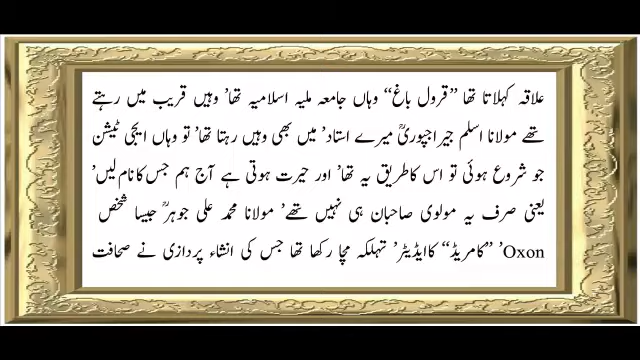 علاقہ کہلاتا تھا ”قرول باغ“ وہاں جامعہ ملیہ اسلامیہ تھا’ وہیں قریب میں رہتے
تھے مولانا اسلم جیراجپوریؒ میرے استاد’ میں بھی وہیں رہتا تھا’ تو وہاں ایجی ٹیشن
جو شروع ہوئی تو اس کا طریق یہ تھا’ اور حیرت ہوتی ہے آج ہم جس کا نام لیں’
یعنی صرف یہ مولوی صاحبان ہی نہیں تھے’ مولانا محمد علی جوہرؒ جیسا شخص
Oxon’ ”کامریڈ“ کا ایڈیٹر’ تہلکہ مچا رکھا تھا جس کی انشاء پردازی نے صحافت